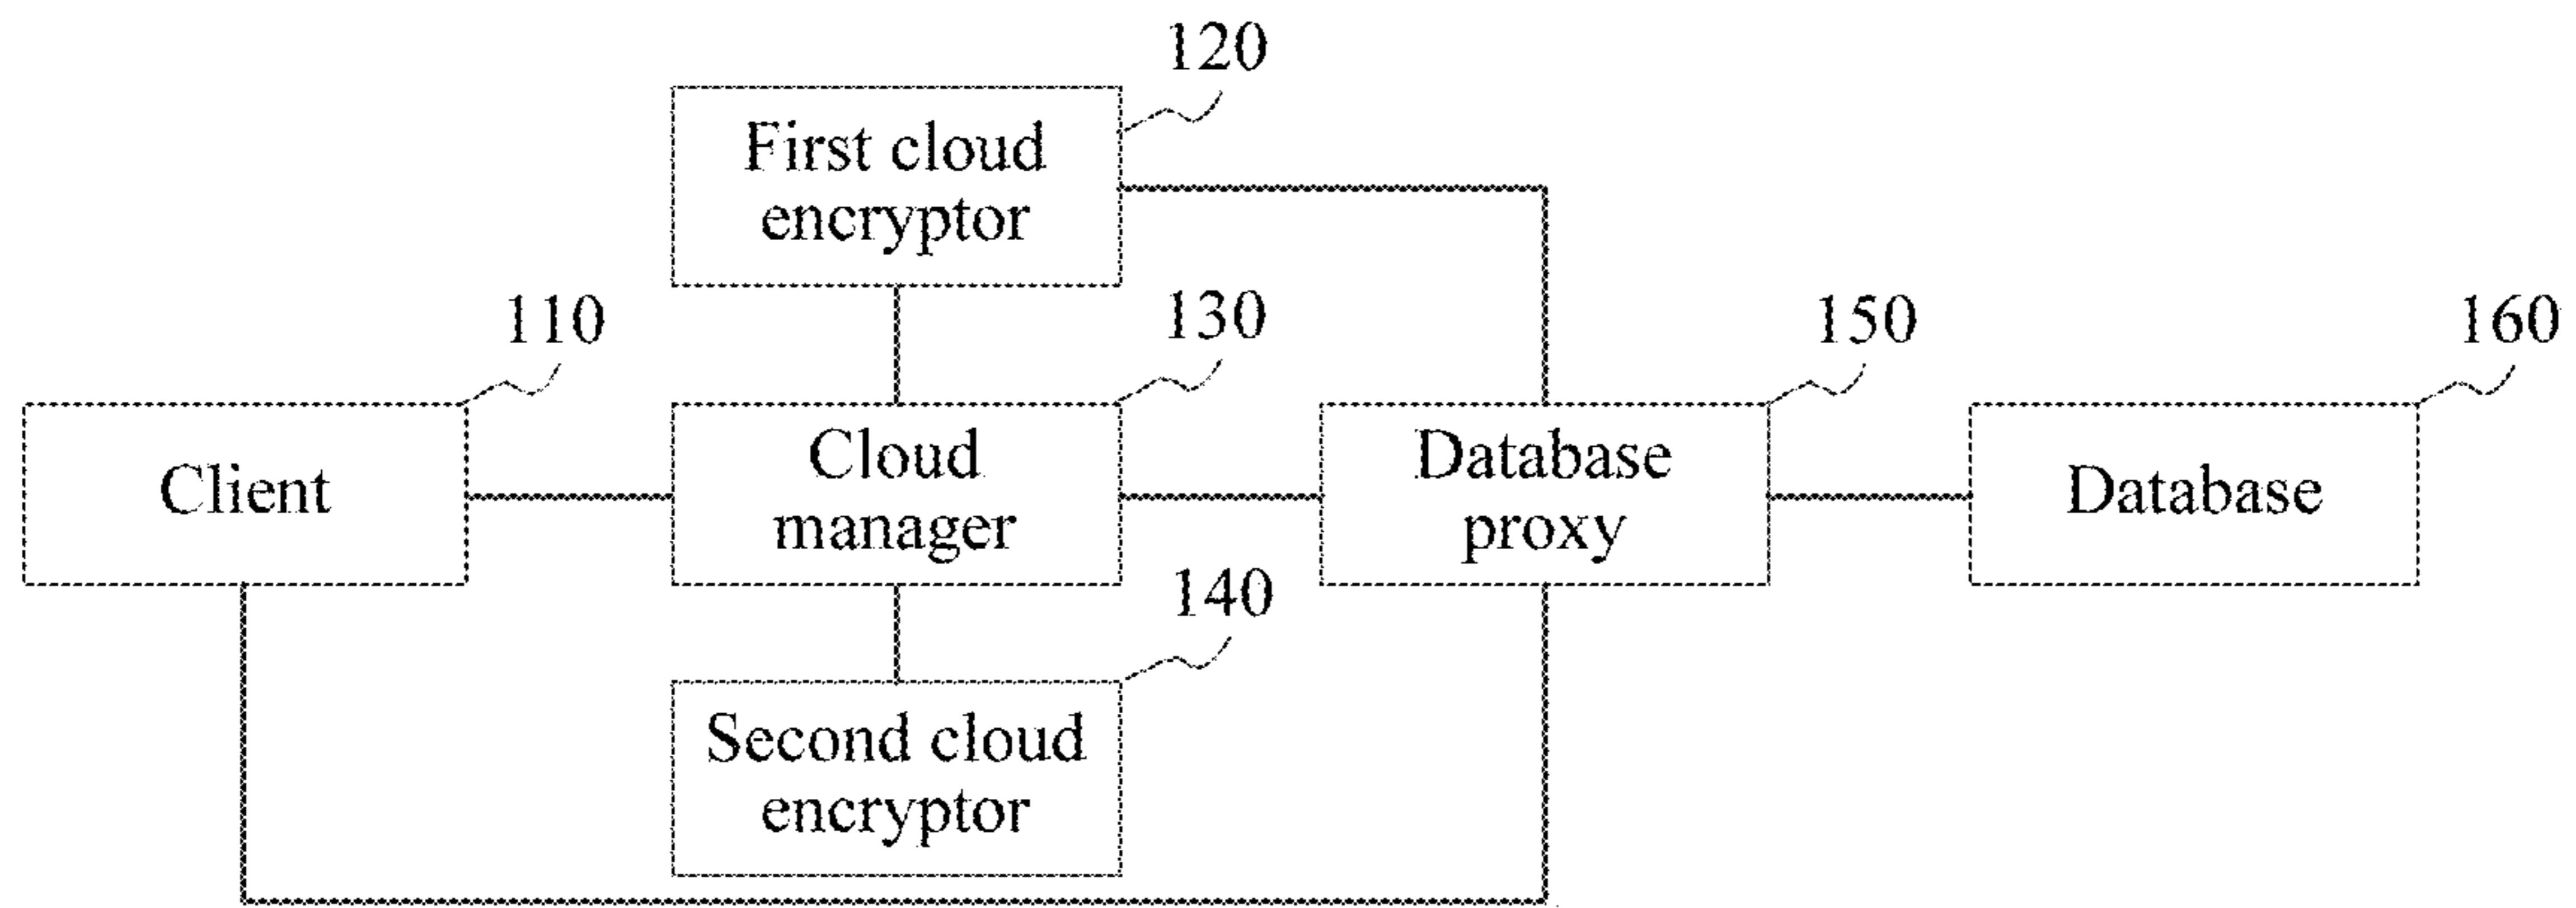 120
First cloud
encryptor
110
130
150
160
Client
Cloud
manager
Database
proxy
Database
140
Second cloud
encryptor